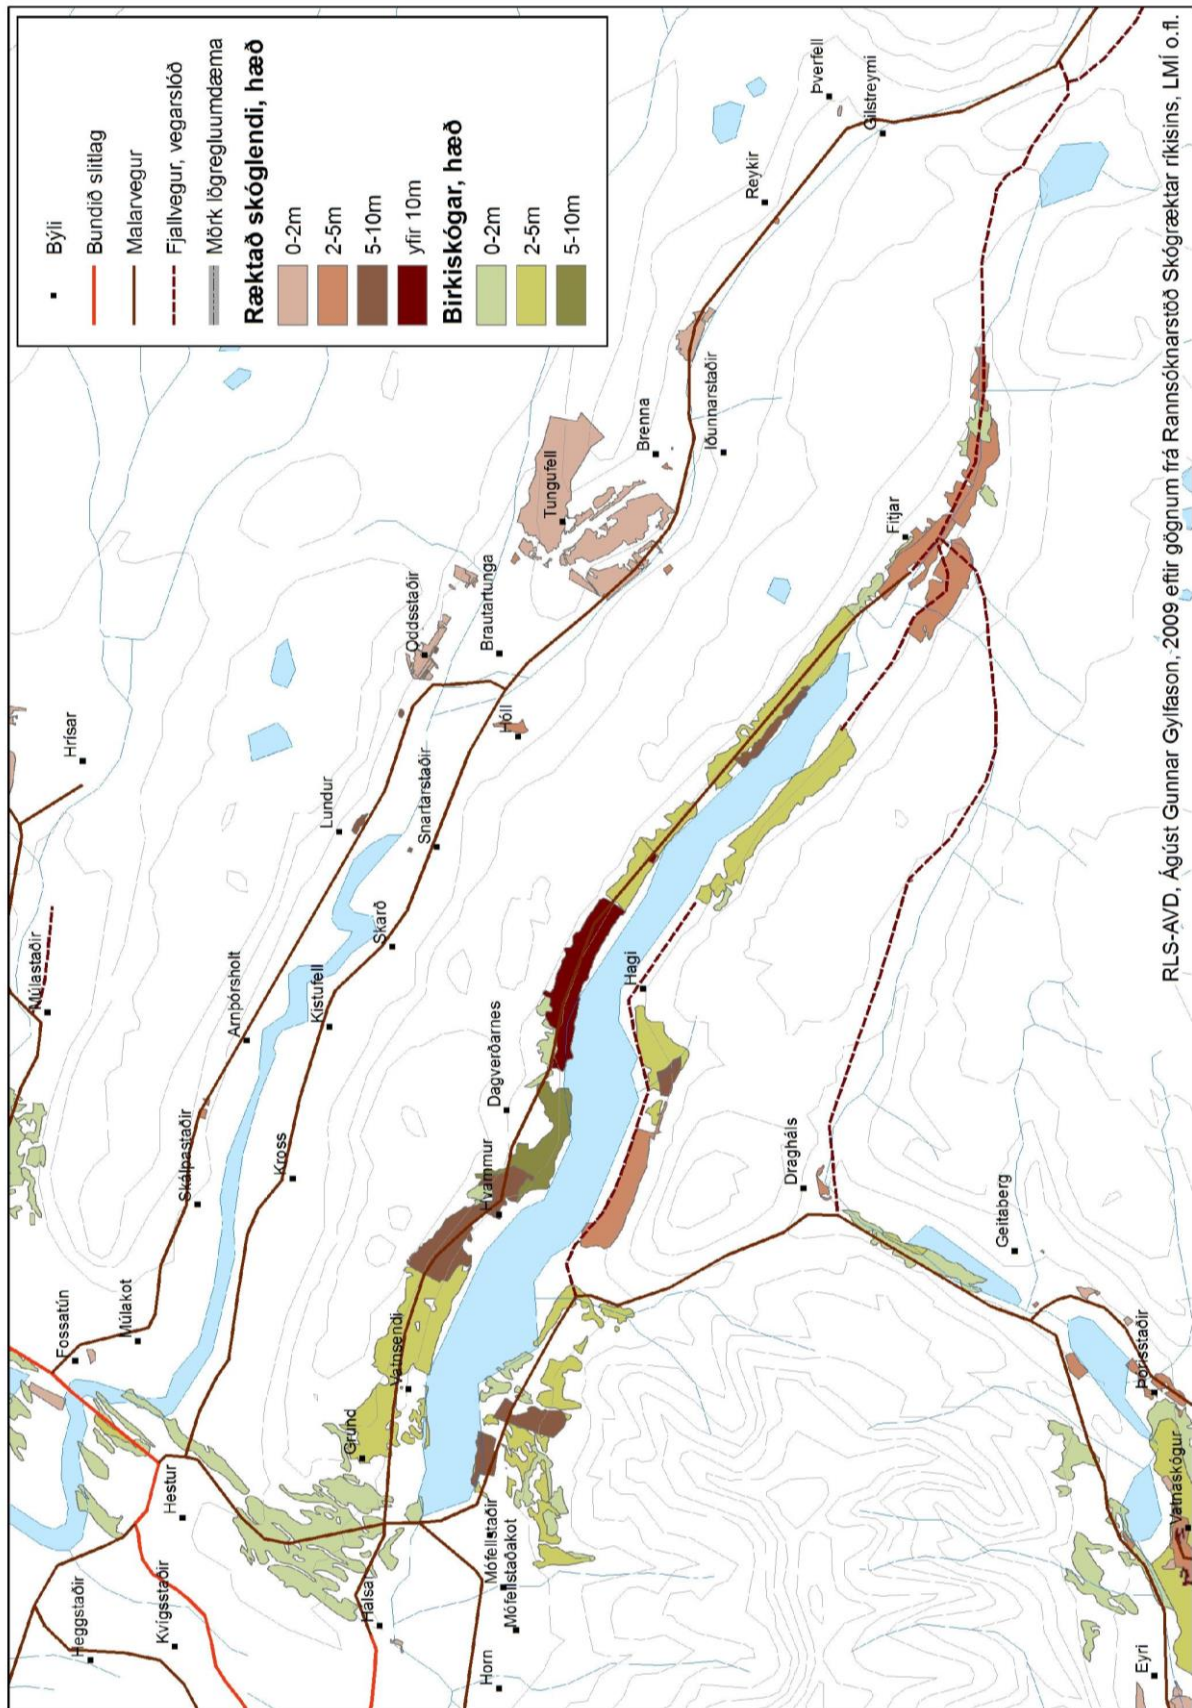 Býli
Bundið slitlag
Malarvegur
Fjallvegur, vegarslóð
Mörk lögregluumdæma
Ræktað skóglendi, hæð
0-2m
2-5m
5-10m
yfir 10m
Birkiskógar, hæð
0-2m
2-5m
5-10m
Heggstaðir
Kvígsstaðir
Hestur
Fossatún
Múlakot
Skálpastaðir
Múlastaðir
Hrísar
Arnþórsholt
Kross
Kistufell
Lundur
Skarð
Snartarstaðir
Oddsstaðir
Hóll
Brautartunga
Tungufell
Brenna
Iðunnarstaðir
Reykir
Þverfell
Gilstreymi
Hálsar
Horn
Grund
Vatnsendi
Mófellsstaðir
Mófellsstaðakot
Hvammur
Dagverðarnes
Hagi
Fitjar
Dragháls
Geitaberg
Þórisstaðir
Vatnaskógur
Eyri
RLS-AVD, Ágúst Gunnar Gylfason, 2009 eftir gögnum frá Rannsóknarstöð Skógræktar ríkisins, LMÍ o.fl.